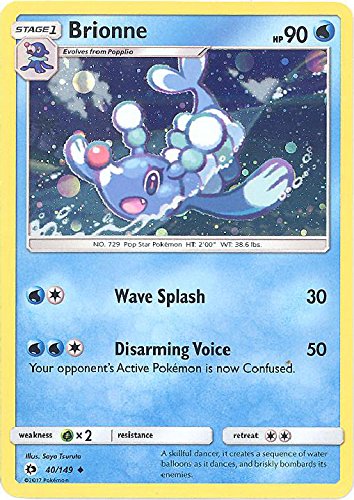 STAGE1 Brionne HP 90
Evolves from Popplio
NO. 729 Pop Star Pokémon HT: 2'00" WT: 38.6 lbs.
Wave Splash 30
Disarming Voice 50
Your opponent's Active Pokémon is now Confused.
weakness ×2 resistance retreat
Illus. Saya Tsuruta
40/149
©2017 Pokémon
A skillful dancer, it creates a sequence of water
balloons as it dances, and briskly bombards its
enemies.